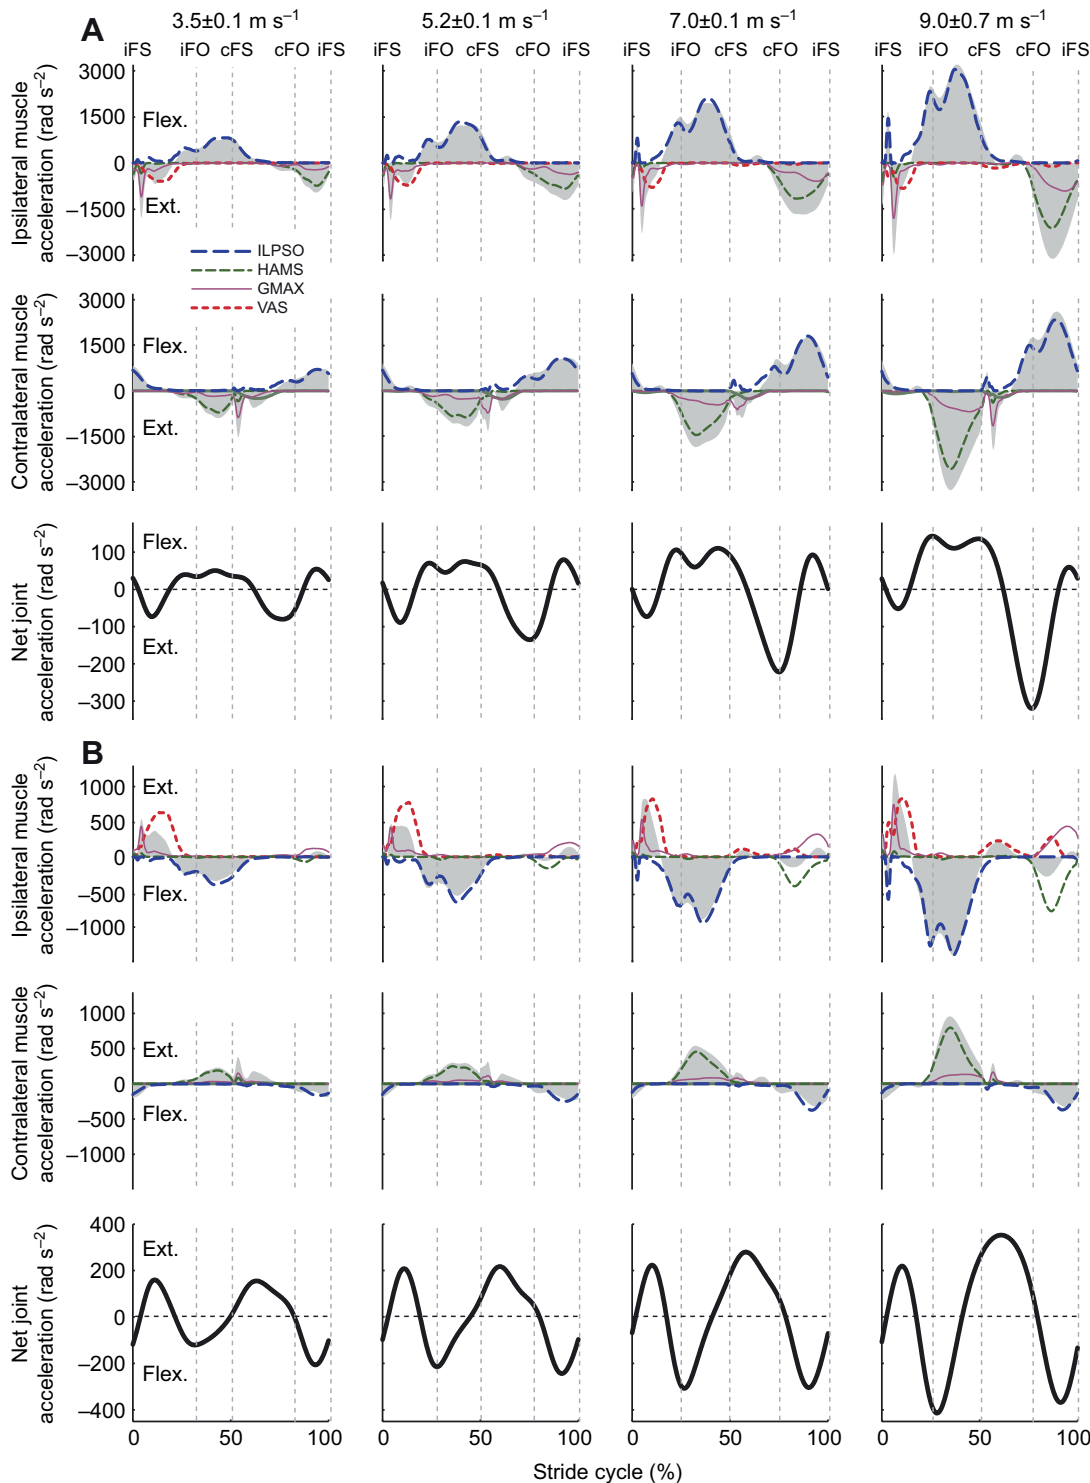 A
3.5±0.1 m s⁻¹ 5.2±0.1 m s⁻¹ 7.0±0.1 m s⁻¹ 9.0±0.7 m s⁻¹
iFS iFO cFS cFO iFS iFO cFS cFO iFS iFO cFS cFO iFS iFO cFS cFO iFS
Ipsilateral muscle
acceleration (rad s⁻²)
3000
1500
0
–1500
–3000
Flex.
Ext.
ILPSO
HAMS
GMAX
VAS
Contralateral muscle
acceleration (rad s⁻²)
3000
1500
0
–1500
–3000
Flex.
Ext.
Net joint
acceleration (rad s⁻²)
100
0
–100
–200
–300
Flex.
Ext.
B
Ipsilateral muscle
acceleration (rad s⁻²)
1000
500
0
–500
–1000
Ext.
Flex.
Contralateral muscle
acceleration (rad s⁻²)
1000
500
0
–500
–1000
Ext.
Flex.
Net joint
acceleration (rad s⁻²)
400
200
0
–200
–400
Ext.
Flex.
0 50 100 0 50 100 0 50 100 0 50 100
Stride cycle (%)